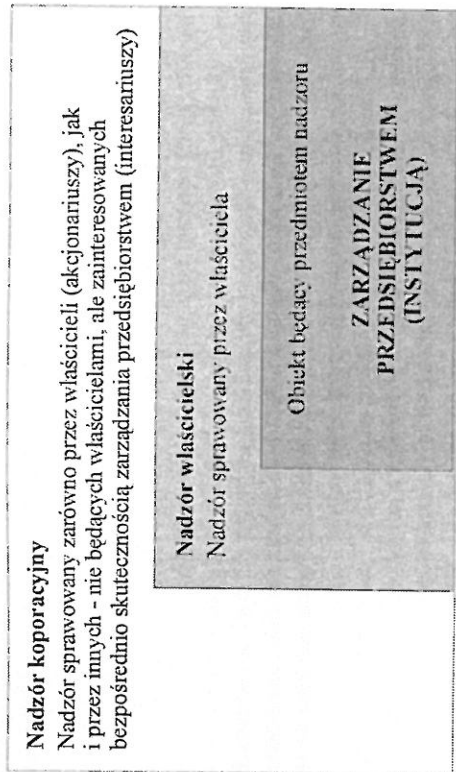 Nadzór koporacyjny
Nadzór sprawowany zarówno przez właścicieli (akcjonariuszy), jak
i przez innych - nie będących właścicielami, ale zainteresowanych
bezpośrednio skutecznością zarządzania przedsiębiorstwem (interesariuszy)
Nadzór właścicielski
Nadzór sprawowany przez właściciela
Obiekt będący przedmiotem nadzoru
ZARZĄDZANIE
PRZEDSIĘBIORSTWEM
(INSTYTUCJĄ)